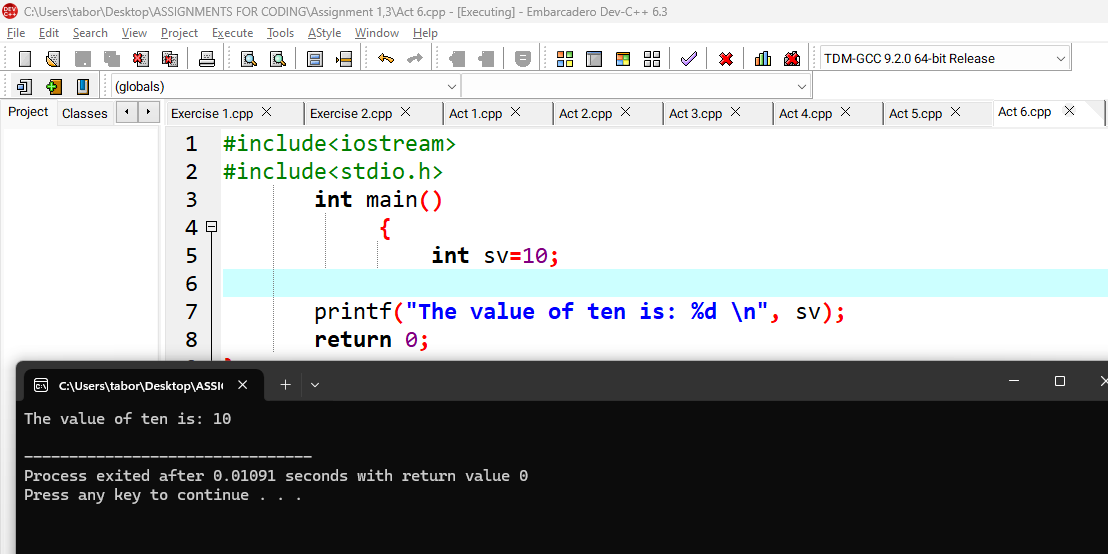 C:\Users\tabor\Desktop\ASSIGNMENTS FOR CODING\Assignment 1,3\Act 6.cpp - [Executing] - Embarcadero Dev-C++ 6.3
File Edit Search View Project Execute Tools AStyle Window Help
TDM-GCC 9.2.0 64-bit Release
(globals)
Project Classes Exercise 1.cpp Exercise 2.cpp Act 1.cpp Act 2.cpp Act 3.cpp Act 4.cpp Act 5.cpp Act 6.cpp
1 #include<iostream>
2 #include<stdio.h>
3 int main()
4 {
5 int sv=10;
6
7 printf("The value of ten is: %d \n", sv);
8 return 0;
C:\Users\tabor\Desktop\ASSI
The value of ten is: 10
--------------------------------
Process exited after 0.01091 seconds with return value 0
Press any key to continue . . .